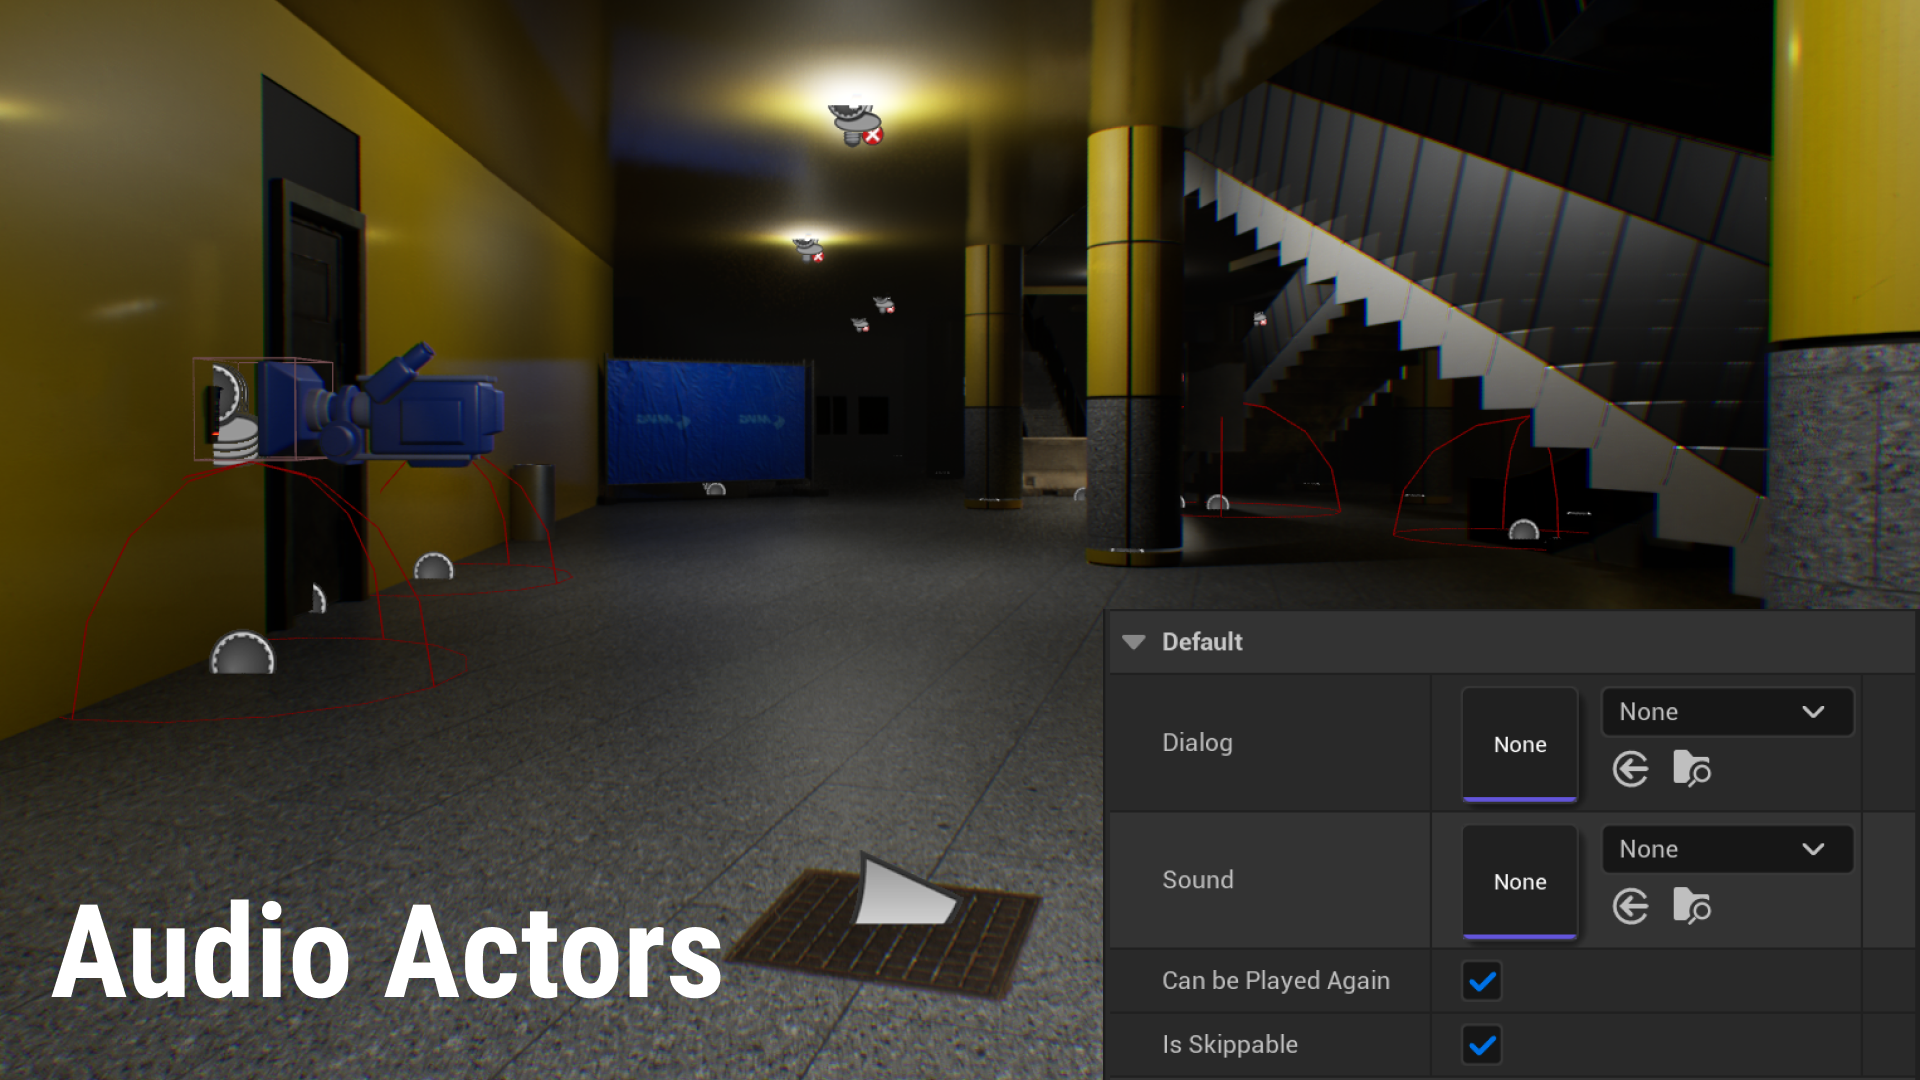 Default
Dialog
None
None
Sound
None
None
Can be Played Again
Is Skippable
Audio Actors